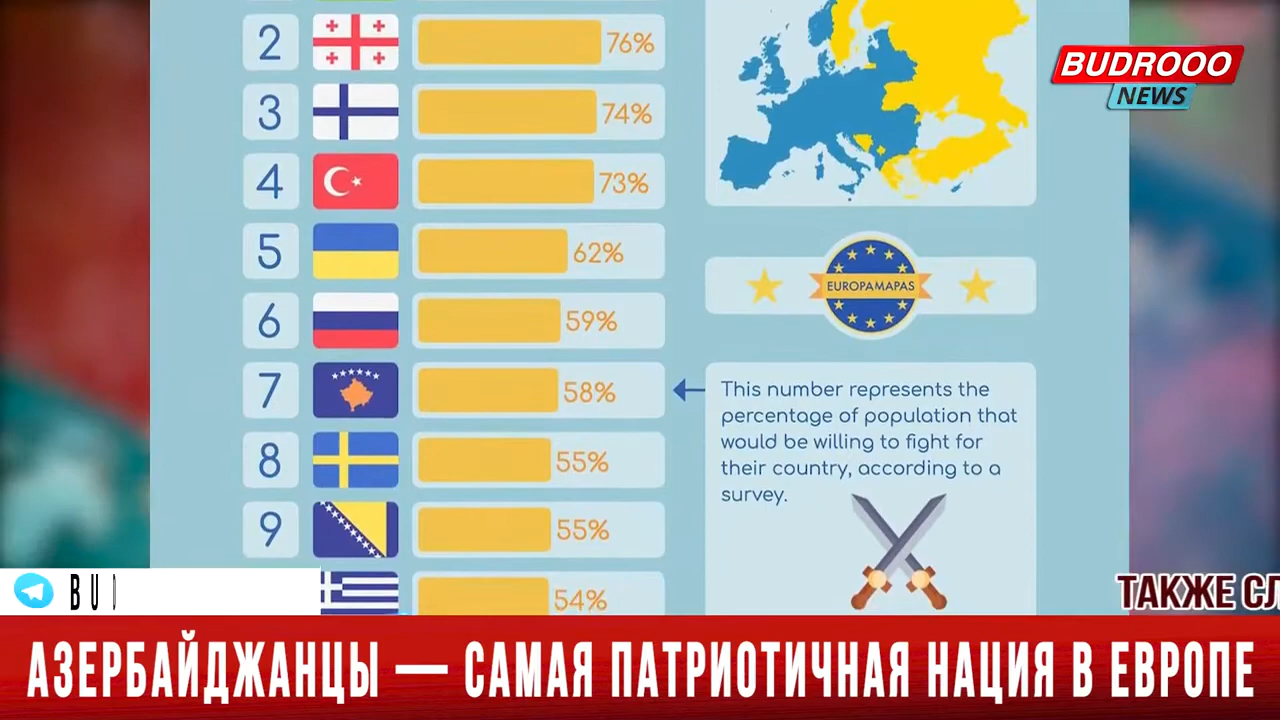 2
76%
BUDROOO
NEWS
3
74%
4
73%
5
62%
EUROPAMAPAS
6
59%
7
58%
This number represents the
percentage of population that
would be willing to fight for
their country, according to a
survey.
8
55%
9
55%
54%
BU
ТАКЖЕ СЛ
АЗЕРБАЙДЖАНЦЫ — САМАЯ ПАТРИОТИЧНАЯ НАЦИЯ В ЕВРОПЕ